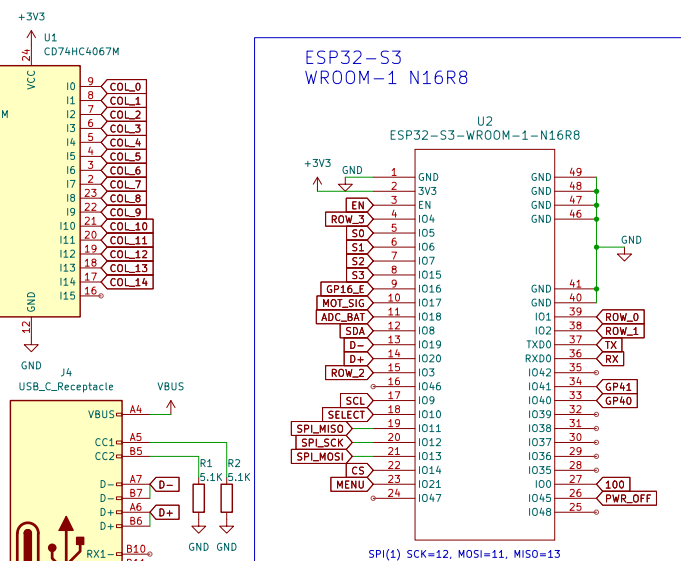 +3V3
U1
CD74HC4067M
24
VCC
M
I0 9 COL_0
I1 8 COL_1
I2 7 COL_2
I3 6 COL_3
I4 5 COL_4
I5 4 COL_5
I6 3 COL_6
I7 2 COL_7
I8 23 COL_8
I9 22 COL_9
I10 21 COL_10
I11 20 COL_11
I12 19 COL_12
I13 18 COL_13
I14 17 COL_14
I15 16
GND
12
GND
J4
USB_C_Receptacle
VBUS
VBUS A4
CC1 A5
CC2 B5
R1
5.1K
R2
5.1K
D- A7 D-
D- B7
D+ A6 D+
D+ B6
GND GND
RX1- B10
ESP32-S3
WROOM-1 N16R8
U2
ESP32-S3-WROOM-1-N16R8
+3V3
GND 1 GND
2 3V3
EN 3 EN
ROW_3 4 IO4
S0 5 IO5
S1 6 IO6
S2 7 IO7
S3 8 IO15
GP16_E 9 IO16
MOT_SIG 10 IO17
ADC_BAT 11 IO18
SDA 12 IO8
D- 13 IO19
D+ 14 IO20
ROW_2 15 IO3
16 IO46
SCL 17 IO9
SELECT 18 IO10
SPI_MISO 19 IO11
SPI_SCK 20 IO12
SPI_MOSI 21 IO13
CS 22 IO14
MENU 23 IO21
24 IO47
GND 49
GND 48
GND 47
GND 46
GND
GND 41
GND 40
IO1 39 ROW_0
IO2 38 ROW_1
TXD0 37 TX
RXD0 36 RX
IO42 35
IO41 34 GP41
IO40 33 GP40
IO39 32
IO38 31
IO37 30
IO36 29
IO35 28
IO0 27 IO0
IO45 26 PWR_OFF
IO48 25
SPI(1) SCK=12, MOSI=11, MISO=13